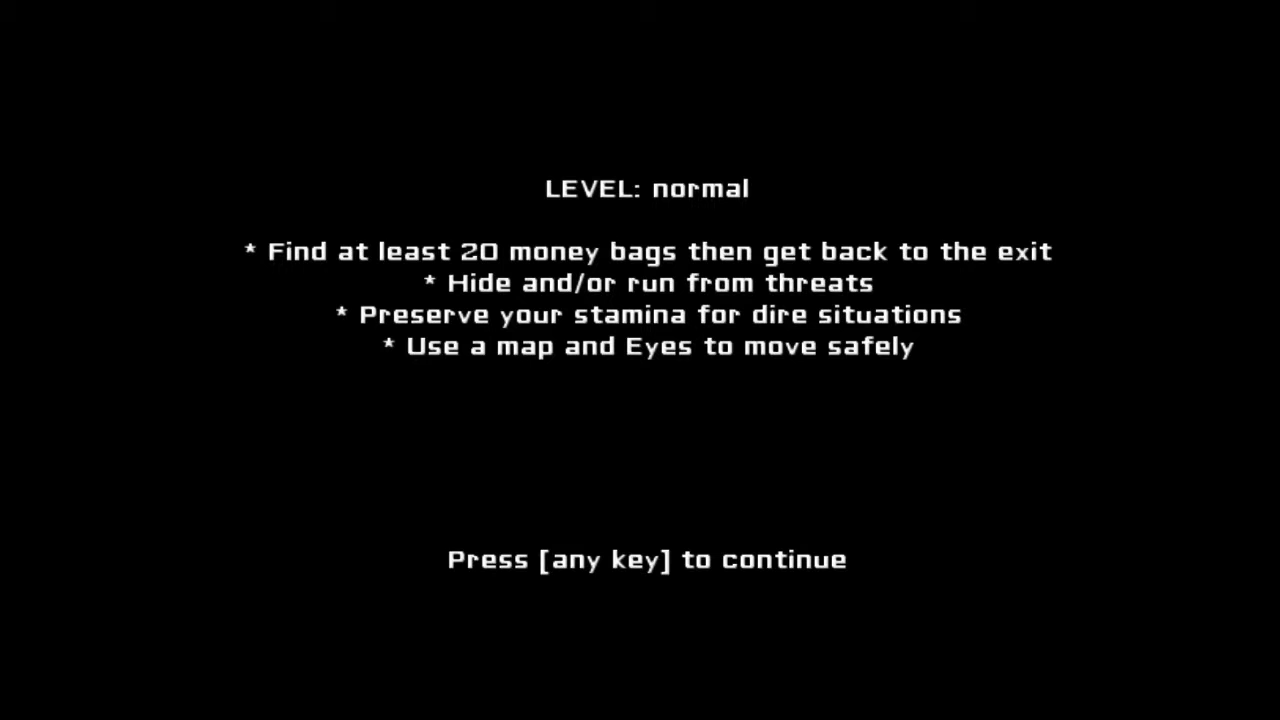 LEVEL: normal
* Find at least 20 money bags then get back to the exit
* Hide and/or run from threats
* Preserve your stamina for dire situations
* Use a map and Eyes to move safely
Press [any key] to continue